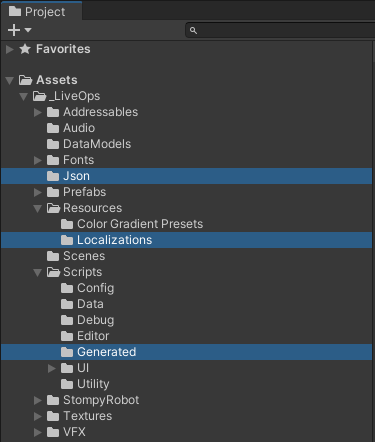 Project
Favorites
Assets
_LiveOps
Addressables
Audio
DataModels
Fonts
Json
Prefabs
Resources
Color Gradient Presets
Localizations
Scenes
Scripts
Config
Data
Debug
Editor
Generated
UI
Utility
StompyRobot
Textures
VFX